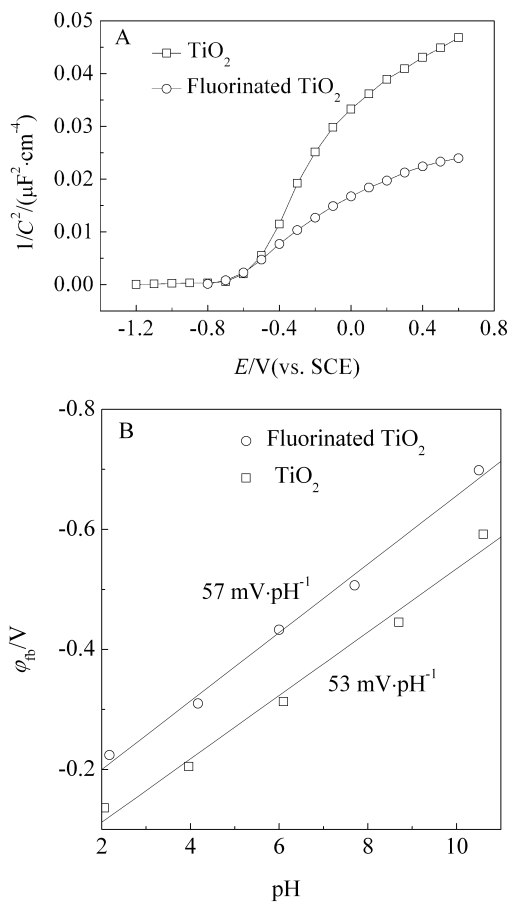 A
TiO₂
Fluorinated TiO₂
0.05
0.04
0.03
0.02
0.01
0.00
1/C²/(μF²·cm⁻⁴)
-1.2 -0.8 -0.4 0.0 0.4 0.8
E/V(vs. SCE)
B
Fluorinated TiO₂
TiO₂
57 mV·pH⁻¹
53 mV·pH⁻¹
-0.8
-0.6
-0.4
-0.2
φfb/V
2 4 6 8 10
pH